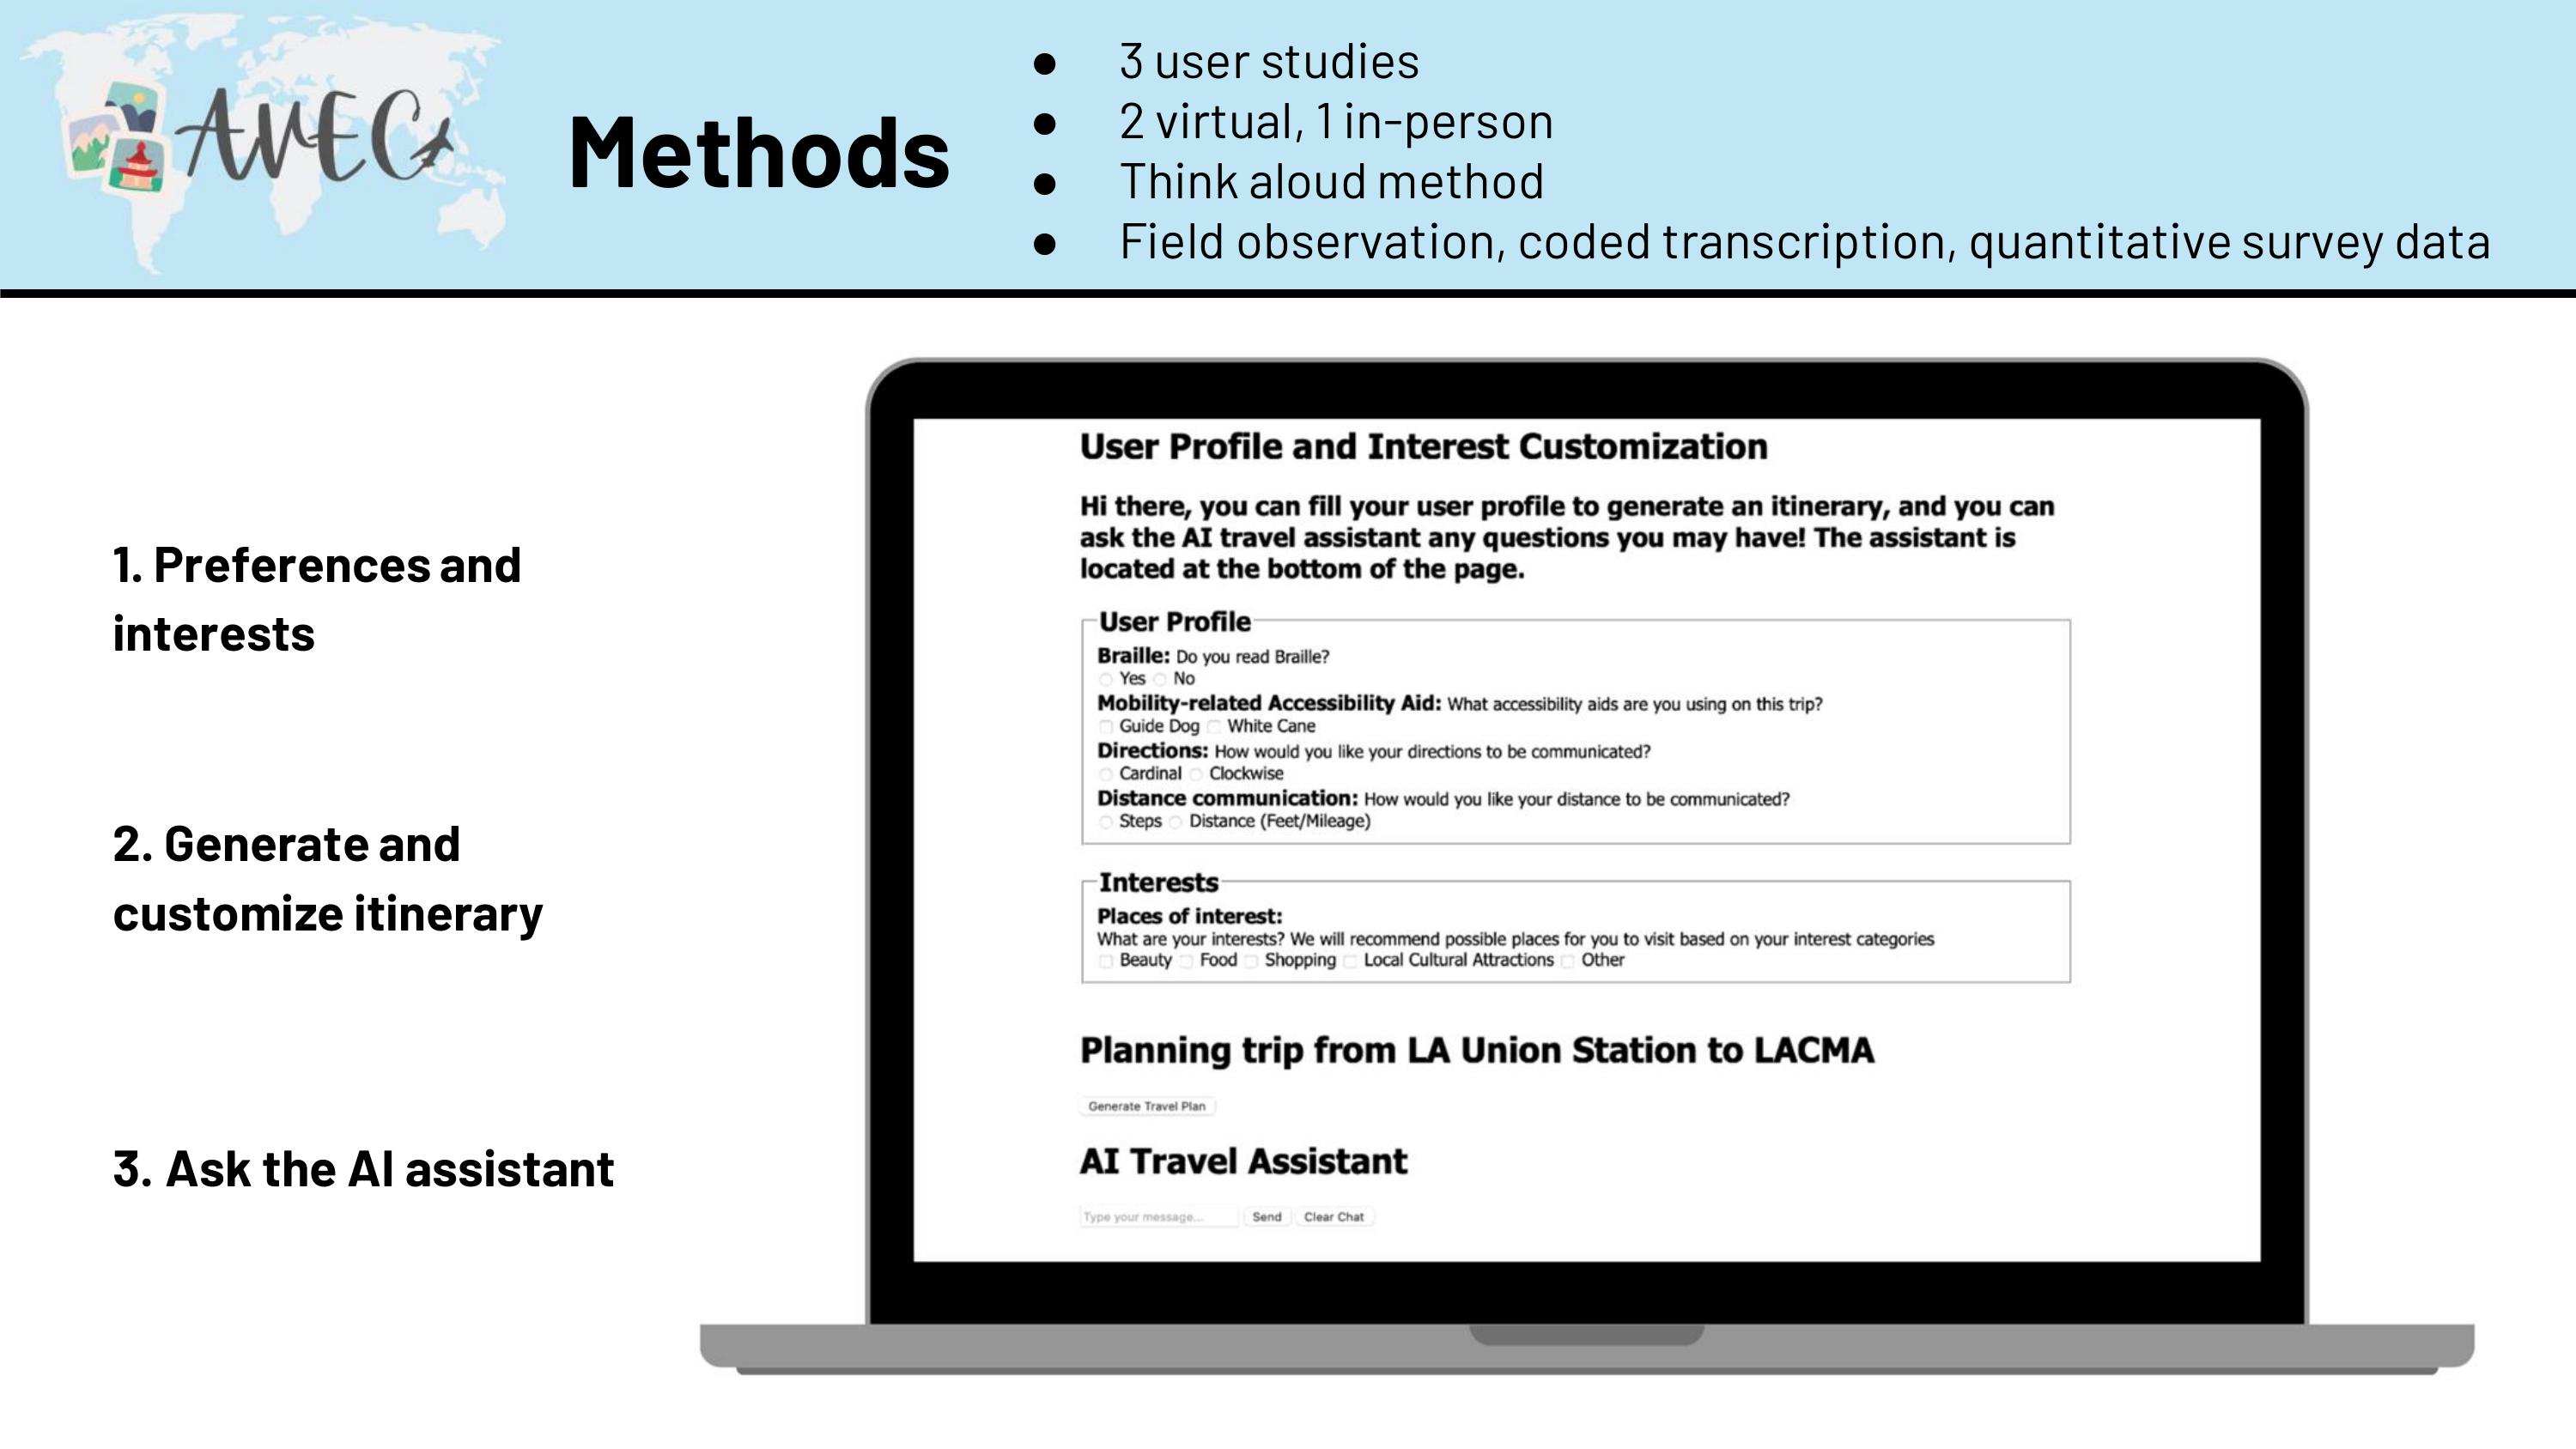 AVEC
Methods
● 3 user studies
● 2 virtual, 1 in-person
● Think aloud method
● Field observation, coded transcription, quantitative survey data
1. Preferences and
interests
2. Generate and
customize itinerary
3. Ask the AI assistant
User Profile and Interest Customization
Hi there, you can fill your user profile to generate an itinerary, and you can
ask the AI travel assistant any questions you may have! The assistant is
located at the bottom of the page.
User Profile
Braille: Do you read Braille?
Yes No
Mobility-related Accessibility Aid: What accessibility aids are you using on this trip?
Guide Dog White Cane
Directions: How would you like your directions to be communicated?
Cardinal Clockwise
Distance communication: How would you like your distance to be communicated?
Steps Distance (Feet/Mileage)
Interests
Places of interest:
What are your interests? We will recommend possible places for you to visit based on your interest categories
Beauty Food Shopping Local Cultural Attractions Other
Planning trip from LA Union Station to LACMA
Generate Travel Plan
AI Travel Assistant
Type your message... Send Clear Chat